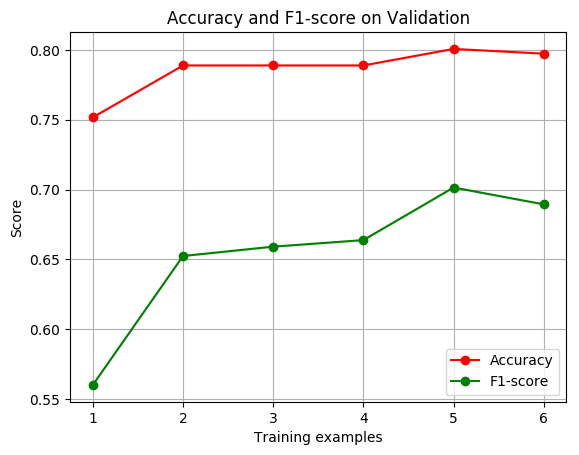 Accuracy and F1-score on Validation
0.80
0.75
0.70
0.65
0.60
0.55
Score
1 2 3 4 5 6
Training examples
Accuracy
F1-score